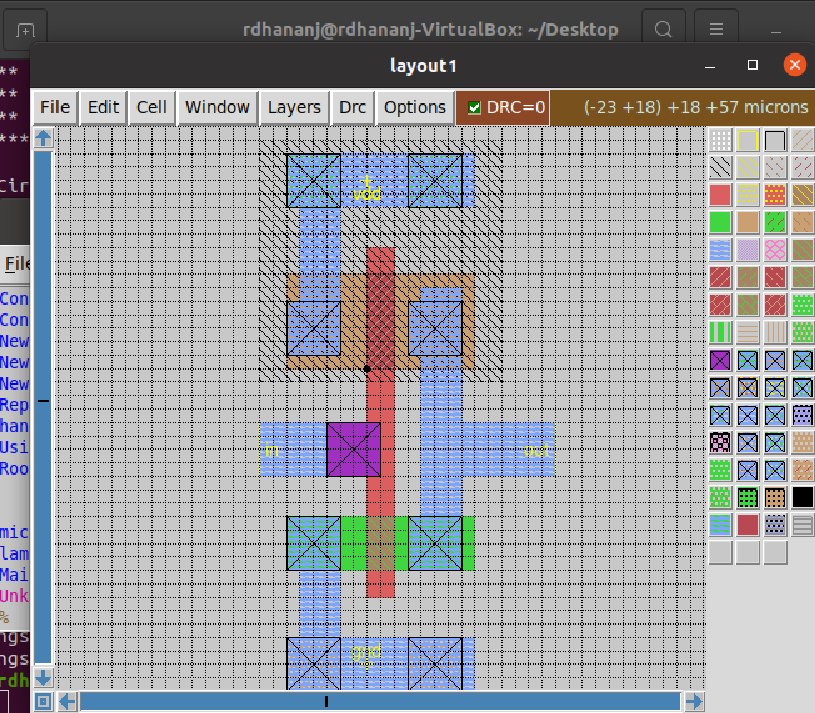 rdhananj@rdhananj-VirtualBox: ~/Desktop
layout1
File Edit Cell Window Layers Drc Options DRC=0 (-23 +18) +18 +57 microns
**
**
**
***
Cir
File
Con
Con
New
New
New
Rep
han
Usi
Roo
mic
lam
Mai
Unk
%
ngs
ngs
rdh
vdd
in
out
gnd